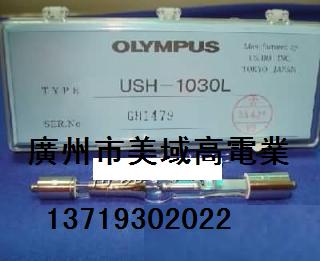 OLYMPUS
Manufactured by
USHIO INC.
TOKYO JAPAN
TYPE
USH-1030L
SER.No
GH1479
廣州市美域高電業
13719302022